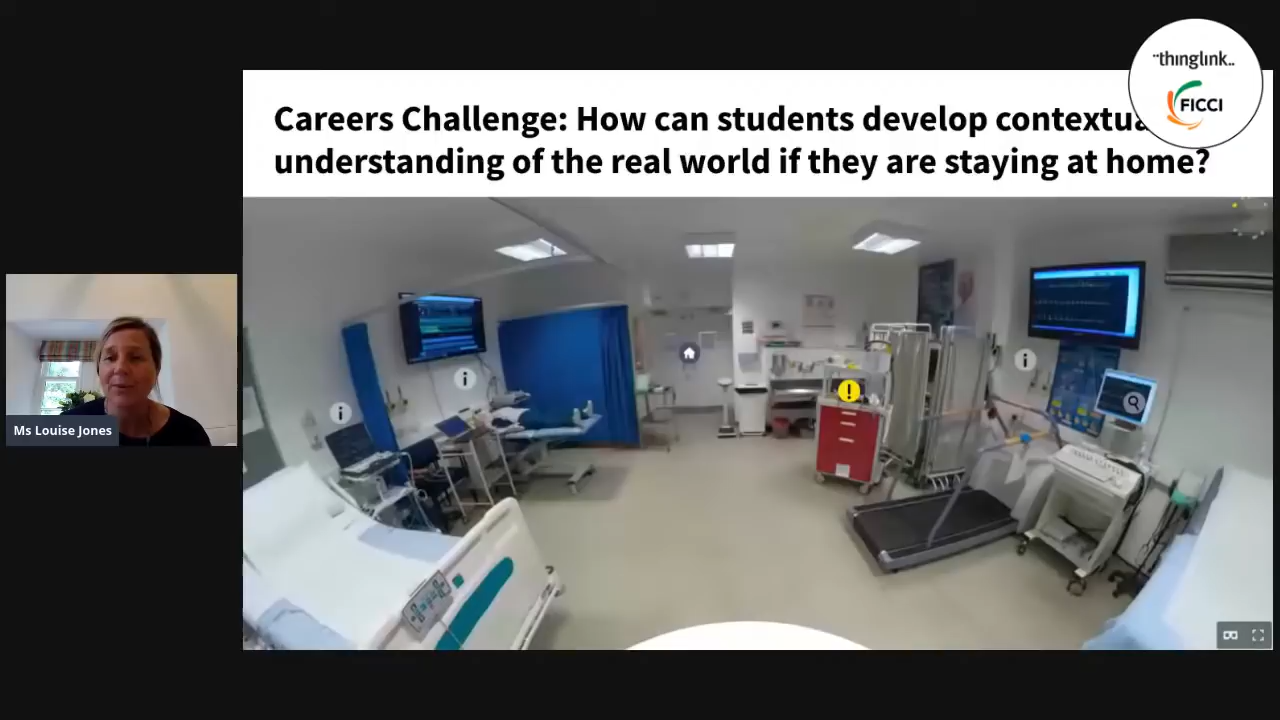 ··thinglink..
FICCI
Careers Challenge: How can students develop contextua
understanding of the real world if they are staying at home?
Ms Louise Jones